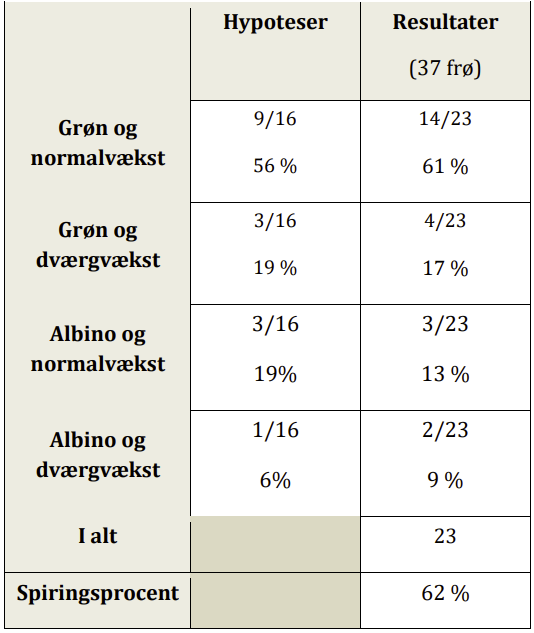 Hypoteser
Resultater
(37 frø)
Grøn og
normalvækst
9/16
56 %
14/23
61 %
Grøn og
dværgvækst
3/16
19 %
4/23
17 %
Albino og
normalvækst
3/16
19%
3/23
13 %
Albino og
dværgvækst
1/16
6%
2/23
9 %
I alt
23
Spiringsprocent
62 %